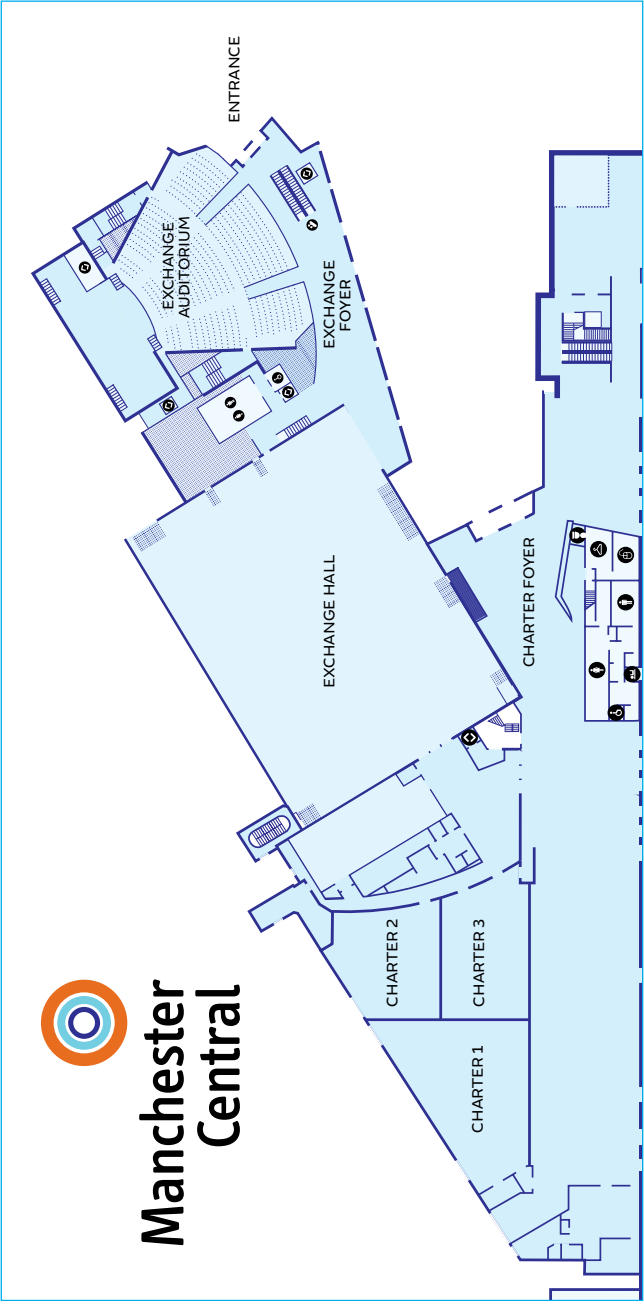 Manchester
Central
ENTRANCE
EXCHANGE
AUDITORIUM
EXCHANGE
FOYER
EXCHANGE HALL
CHARTER FOYER
CHARTER 2
CHARTER 3
CHARTER 1